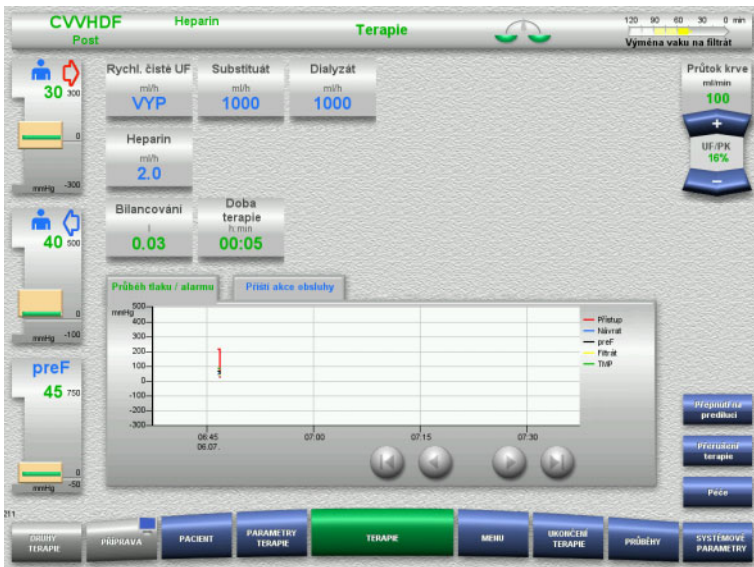 CVVHDF
Heparin
Post
Terapie
120 90 60 30 0 min
Výměna vaku na filtrát
30 300
0
mmHg -300
40 500
0
mmHg -100
preF
45 750
0
mmHg -50
Rychl. čisté UF
ml/h
VYP
Substituát
ml/h
1000
Dialyzát
ml/h
1000
Heparin
ml/h
2.0
Bilancování
l
0.03
Doba
terapie
h:min
00:05
Průtok krve
ml/min
100
+
UF/PK
16%
−
Průběh tlaku / alarmu
Příští akce obsluhy
mmHg
500
400
300
200
100
0
-100
-200
-300
06:45
06.07.
07:00
07:15
07:30
Přístup
Návrat
preF
Filtrát
TMP
Přepnutí na
prediluci
Přerušení
terapie
Péče
211
DRUHY
TERAPIE
PŘÍPRAVA
PACIENT
PARAMETRY
TERAPIE
TERAPIE
MENU
UKONČENÍ
TERAPIE
PRŮBĚHY
SYSTÉMOVÉ
PARAMETRY